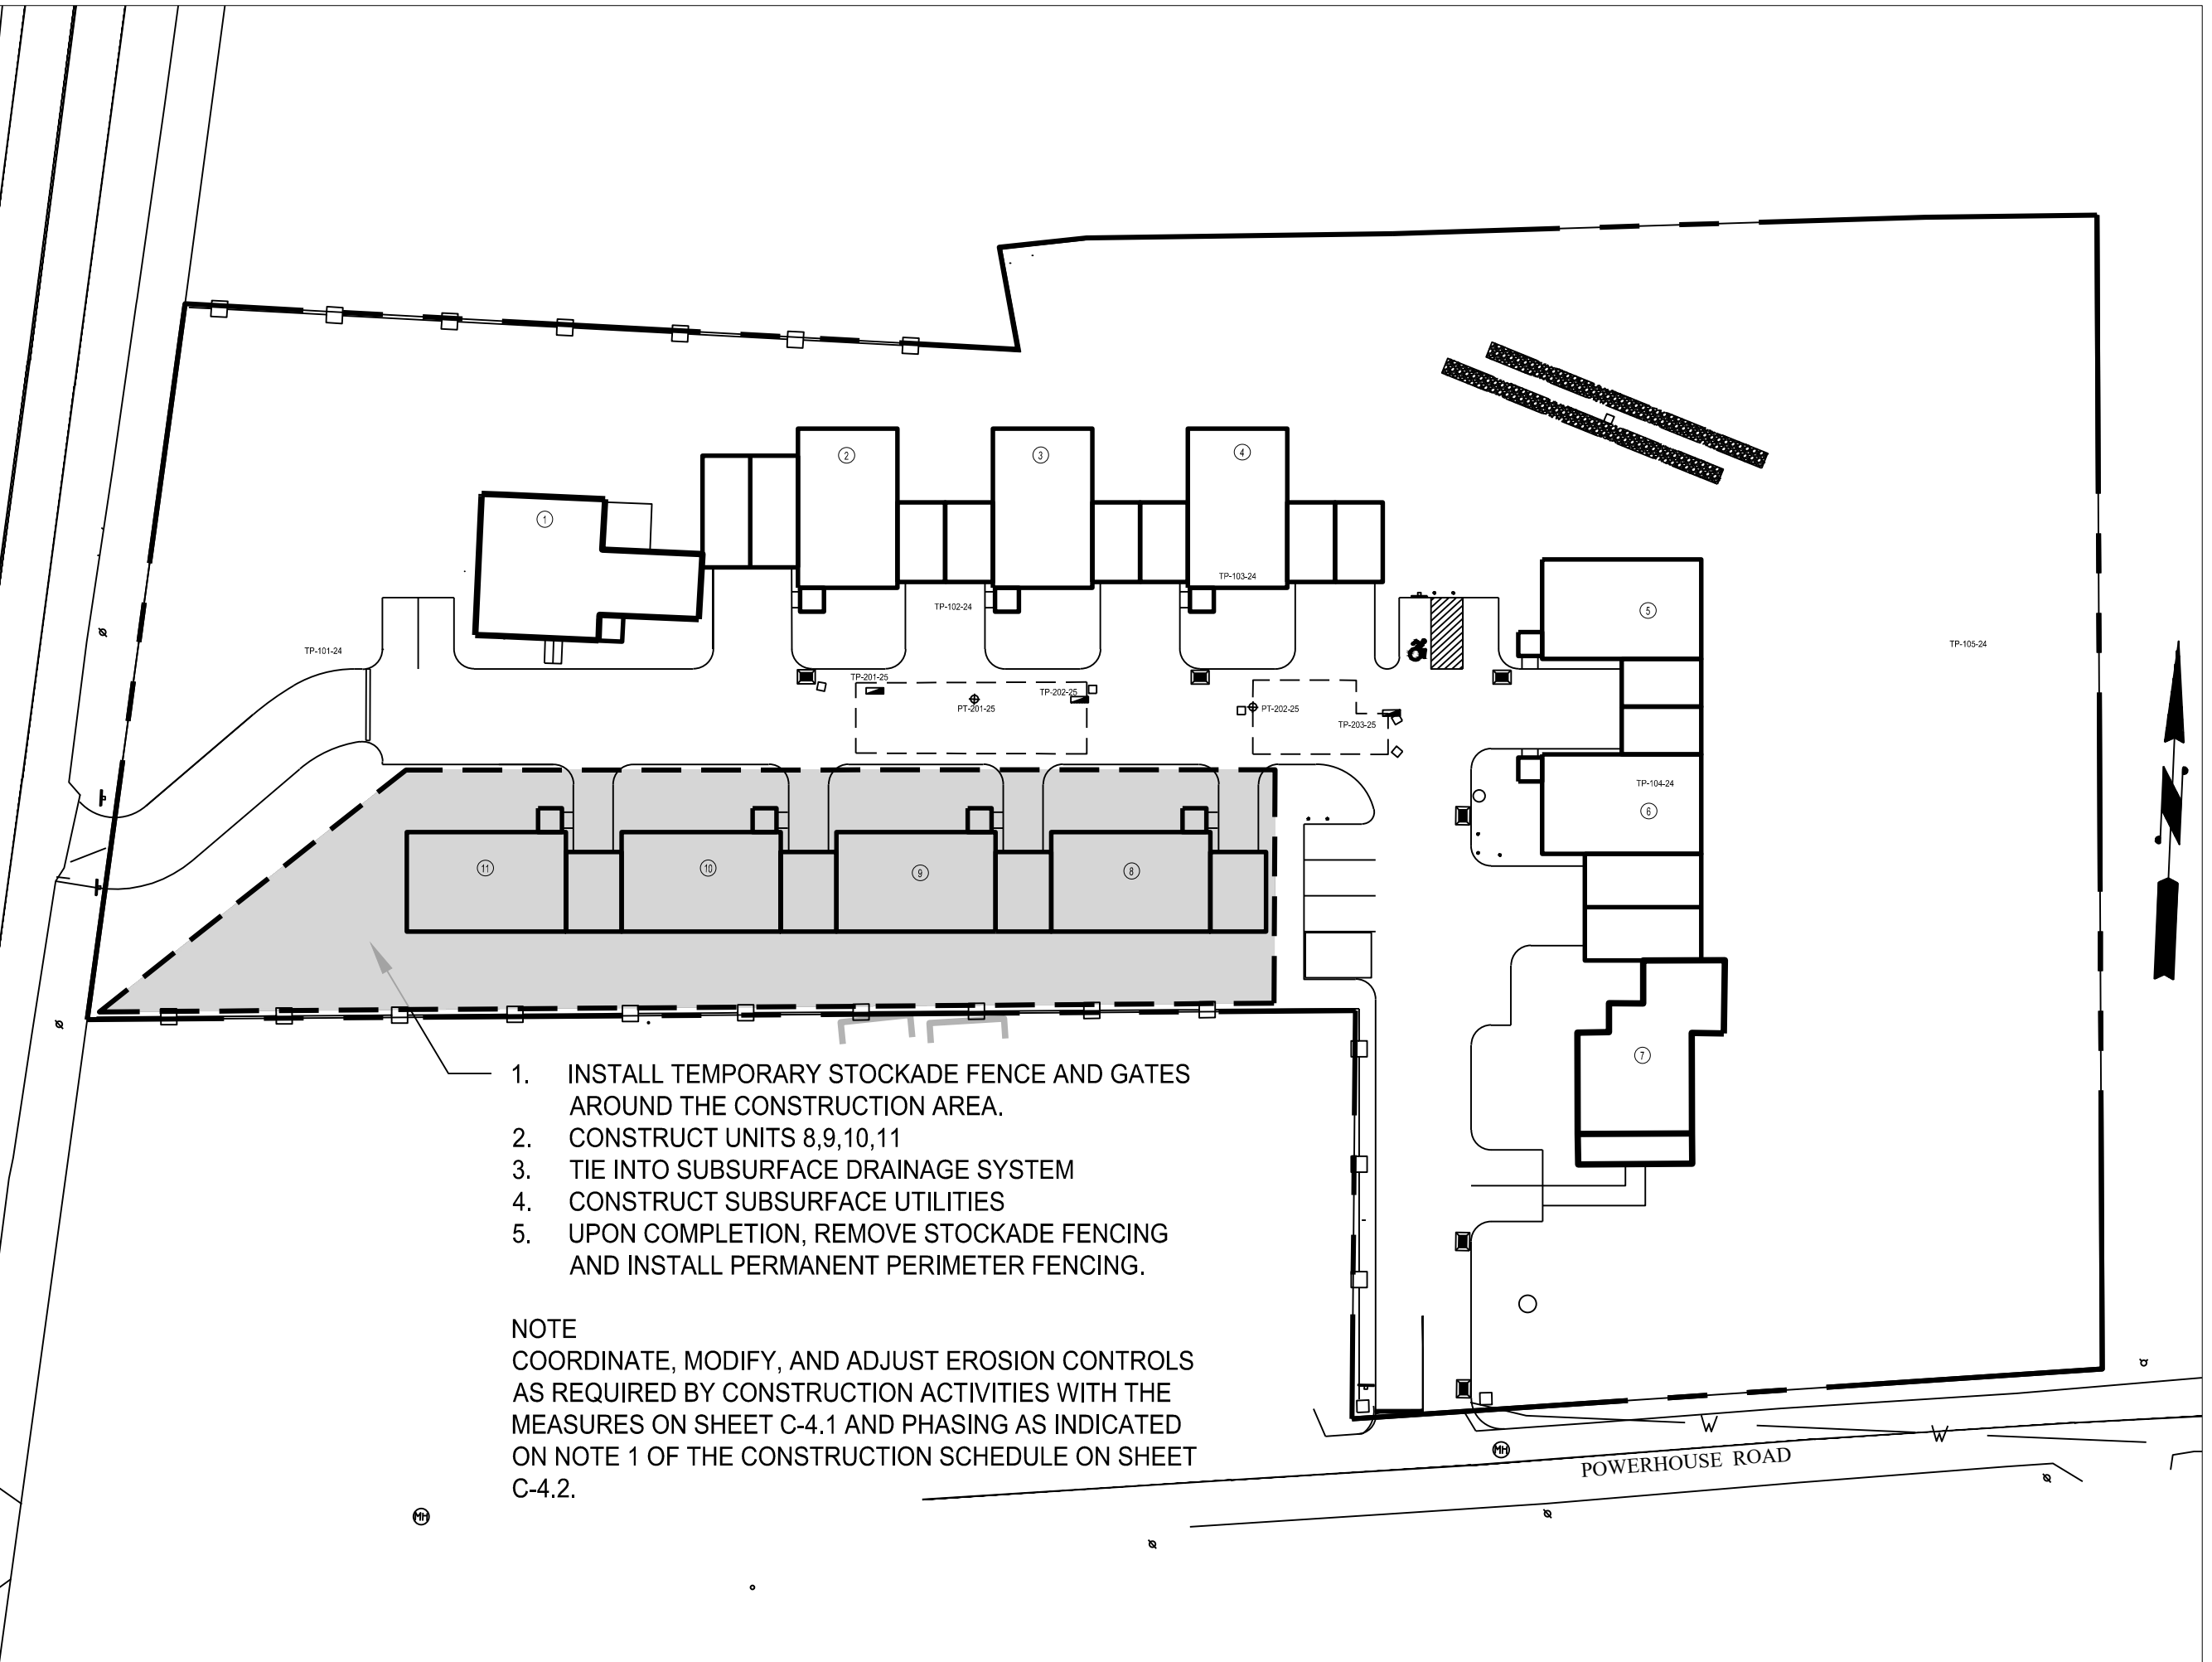 2
3
4
1
TP-103-24
TP-102-24
5
TP-101-24
TP-105-24
TP-201-25
TP-202-25
PT-201-25
PT-202-25
TP-203-25
TP-104-24
6
11
10
9
8
7
1. INSTALL TEMPORARY STOCKADE FENCE AND GATES
AROUND THE CONSTRUCTION AREA.
2. CONSTRUCT UNITS 8,9,10,11
3. TIE INTO SUBSURFACE DRAINAGE SYSTEM
4. CONSTRUCT SUBSURFACE UTILITIES
5. UPON COMPLETION, REMOVE STOCKADE FENCING
AND INSTALL PERMANENT PERIMETER FENCING.
NOTE
COORDINATE, MODIFY, AND ADJUST EROSION CONTROLS
AS REQUIRED BY CONSTRUCTION ACTIVITIES WITH THE
MEASURES ON SHEET C-4.1 AND PHASING AS INDICATED
ON NOTE 1 OF THE CONSTRUCTION SCHEDULE ON SHEET
C-4.2.
W
W
MH
POWERHOUSE ROAD
MH
N